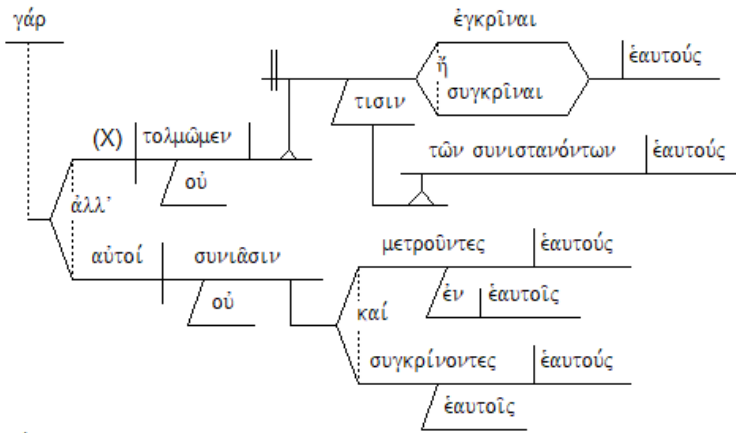 γάρ
ἐγκρῖναι
ἤ
ἑαυτούς
συγκρῖναι
τισιν
(X) τολμῶμεν
τῶν συνιστανόντων ἑαυτούς
οὐ
ἀλλ'
αὐτοί συνιᾶσιν
μετροῦντες ἑαυτούς
οὐ
ἐν ἑαυτοῖς
καί
συγκρίνοντες ἑαυτούς
ἑαυτοῖς